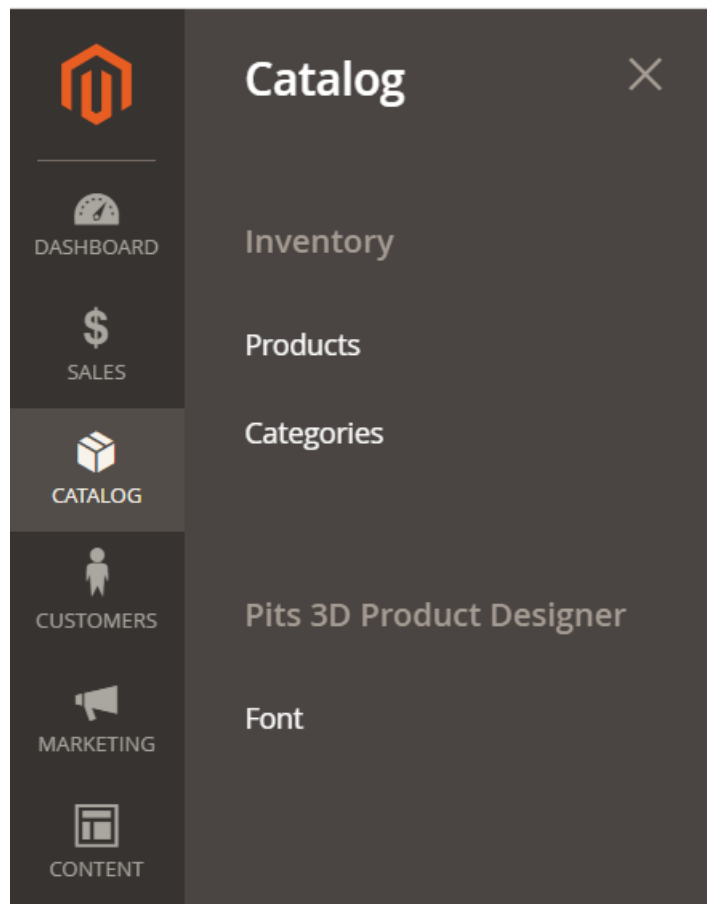 DASHBOARD
SALES
CATALOG
CUSTOMERS
MARKETING
CONTENT
Catalog
Inventory
Products
Categories
Pits 3D Product Designer
Font